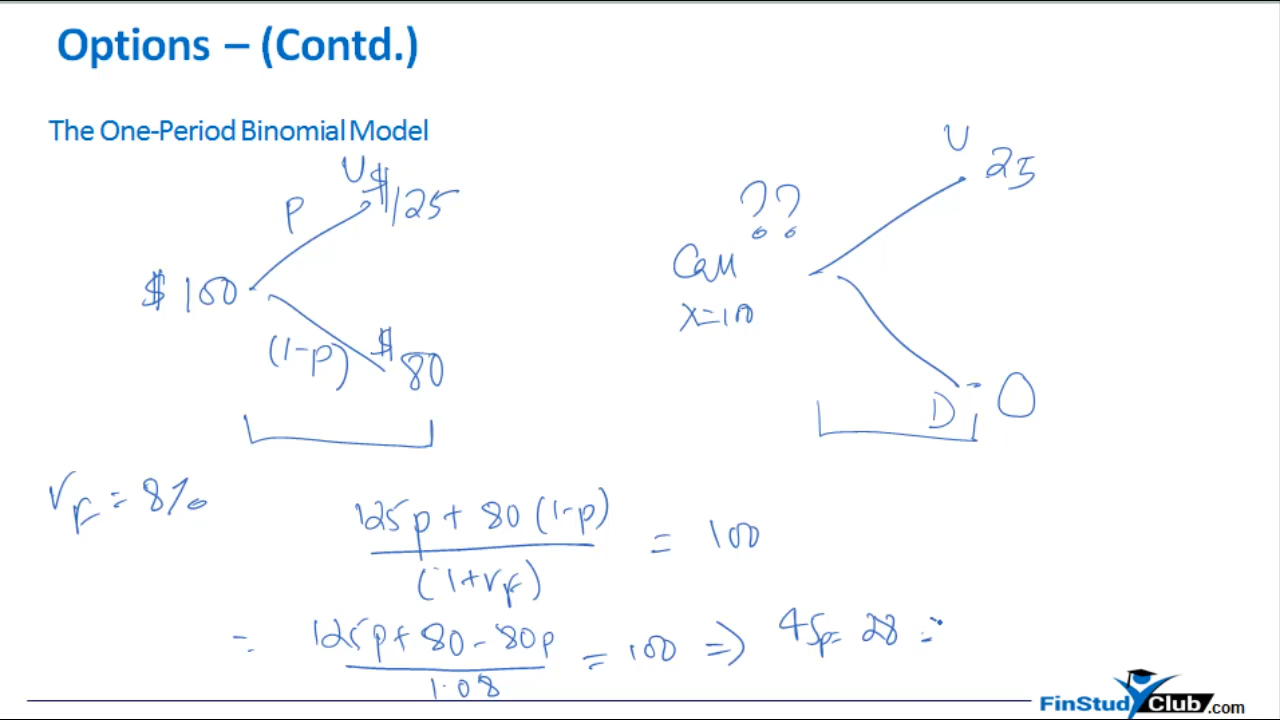 Options – (Contd.)
The One-Period Binomial Model
U
$125
P
$ 100
(1-P)
$ 80
U
25
??
Call
X=100
D
0
rF = 8%
125p + 80 (1-p)
(1+rF)
= 100
= 125p + 80 - 80p
1.08
= 100 => 45p = 28 =
FinStudyClub.com